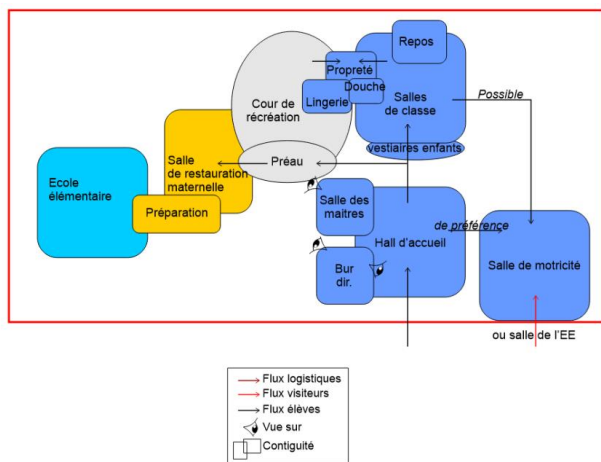 Repos
Propreté
Douche
Lingerie
Salles
de classe
Possible
Cour de
récréation
vestiaires enfants
Préau
Salle
de restauration
maternelle
Ecole
élémentaire
Préparation
Salle des
maitres
Hall d'accueil
de préférence
Bur
dir.
Salle de motricité
ou salle de l'EE
Flux logistiques
Flux visiteurs
Flux élèves
Vue sur
Contiguité